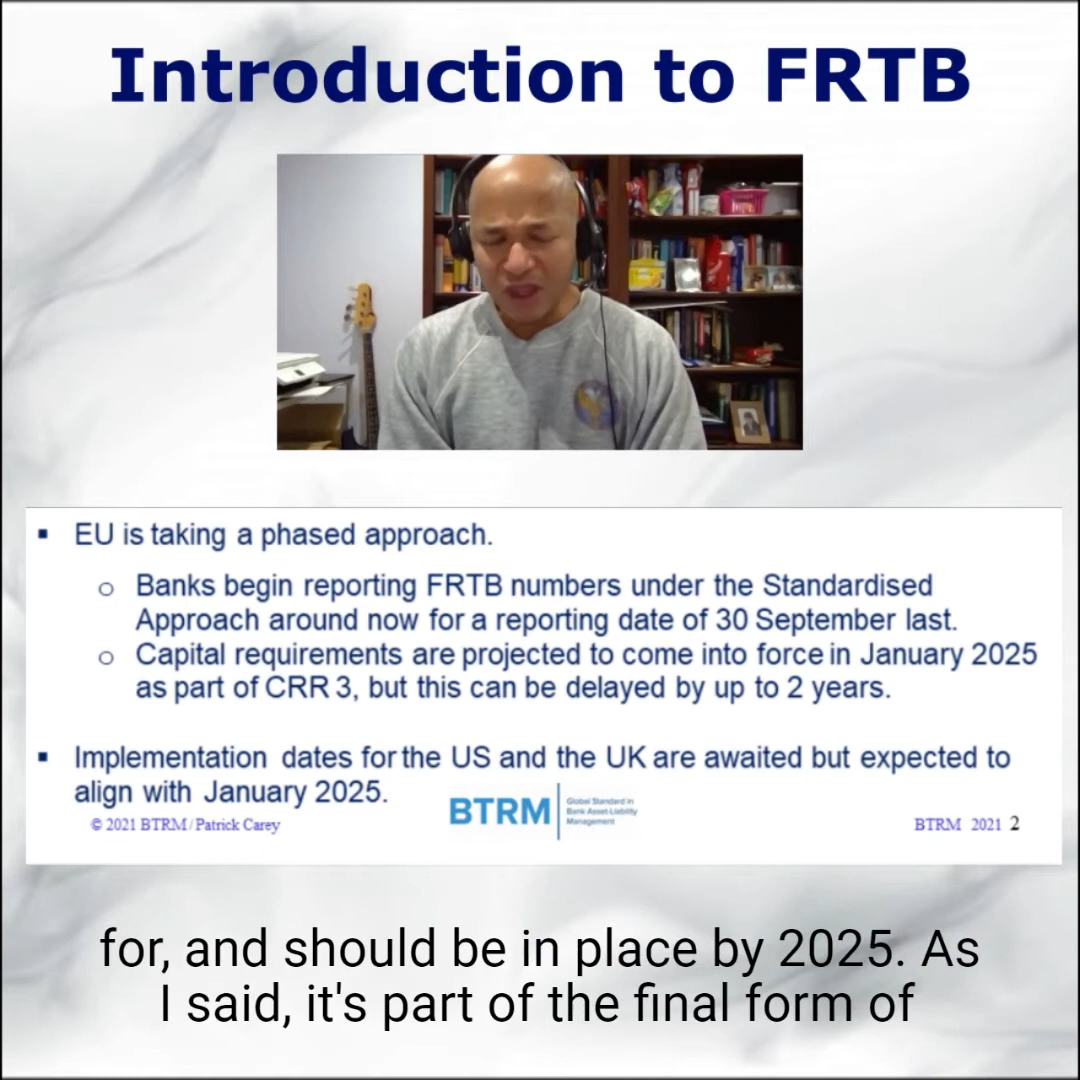 Introduction to FRTB
▪ EU is taking a phased approach.
o Banks begin reporting FRTB numbers under the Standardised
Approach around now for a reporting date of 30 September last.
o Capital requirements are projected to come into force in January 2025
as part of CRR 3, but this can be delayed by up to 2 years.
▪ Implementation dates for the US and the UK are awaited but expected to
align with January 2025.
BTRM
Global Standard in
Bank Asset-Liability
Management
© 2021 BTRM / Patrick Carey
BTRM 2021 2
for, and should be in place by 2025. As
I said, it's part of the final form of